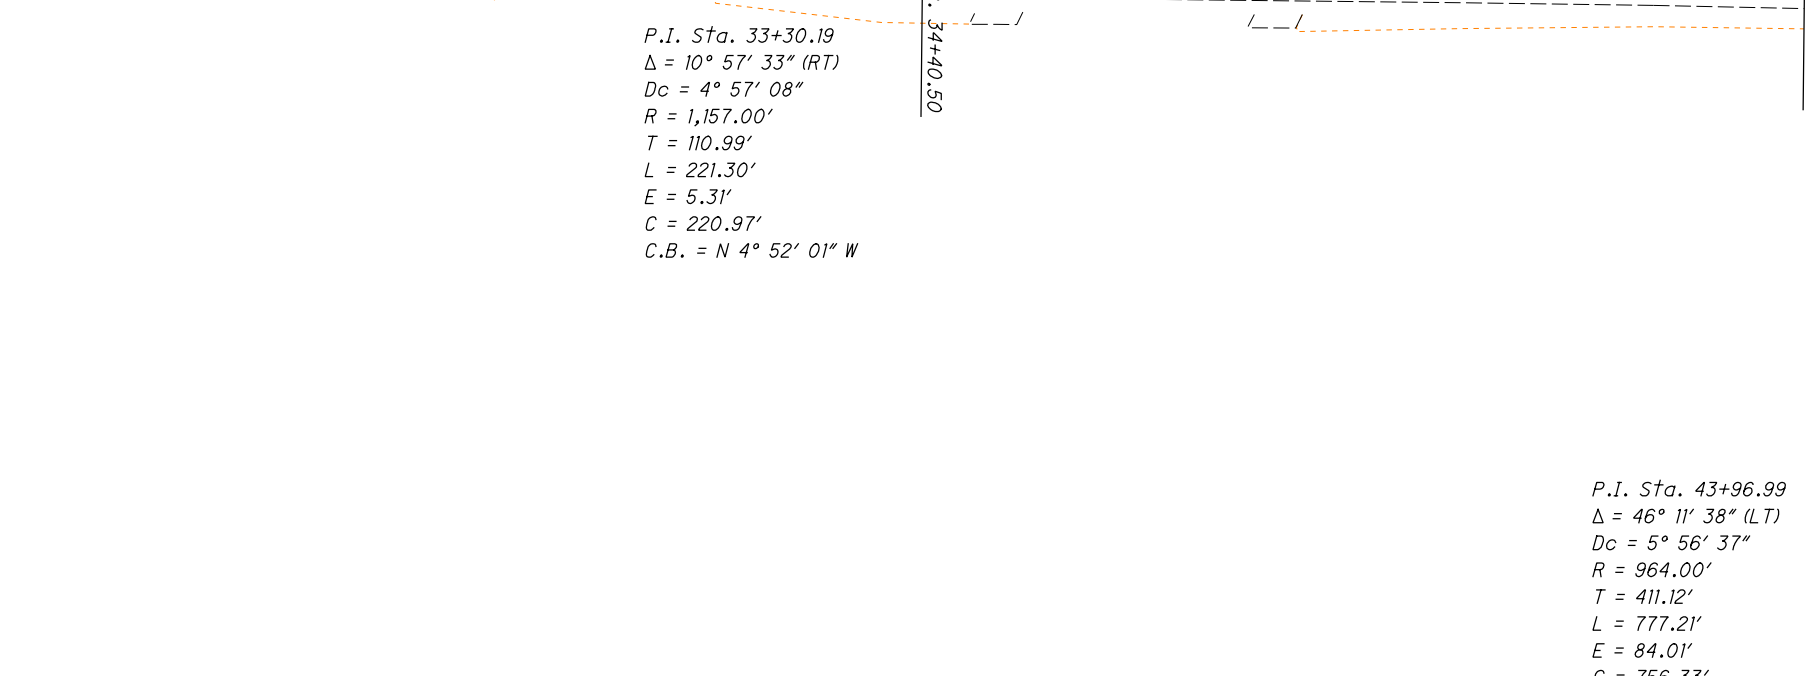 34+40.50
P.I. Sta. 33+30.19
Δ = 10° 57' 33" (RT)
Dc = 4° 57' 08"
R = 1,157.00'
T = 110.99'
L = 221.30'
E = 5.31'
C = 220.97'
C.B. = N 4° 52' 01" W
P.I. Sta. 43+96.99
Δ = 46° 11' 38" (LT)
Dc = 5° 56' 37"
R = 964.00'
T = 411.12'
L = 777.21'
E = 84.01'
C = 756.33'